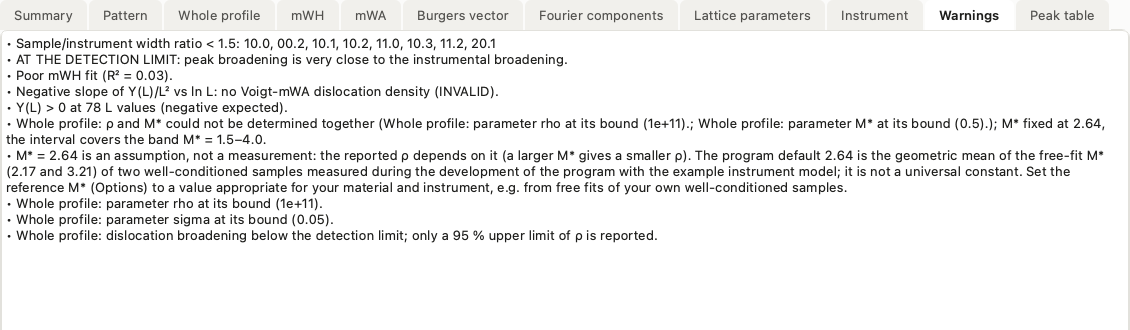 Summary Pattern Whole profile mWH mWA Burgers vector Fourier components Lattice parameters Instrument Warnings Peak table
• Sample/instrument width ratio < 1.5: 10.0, 00.2, 10.1, 10.2, 11.0, 10.3, 11.2, 20.1
• AT THE DETECTION LIMIT: peak broadening is very close to the instrumental broadening.
• Poor mWH fit (R² = 0.03).
• Negative slope of Y(L)/L² vs ln L: no Voigt-mWA dislocation density (INVALID).
• Y(L) > 0 at 78 L values (negative expected).
• Whole profile: ρ and M* could not be determined together (Whole profile: parameter rho at its bound (1e+11).; Whole profile: parameter M* at its bound (0.5).); M* fixed at 2.64,
the interval covers the band M* = 1.5–4.0.
• M* = 2.64 is an assumption, not a measurement: the reported ρ depends on it (a larger M* gives a smaller ρ). The program default 2.64 is the geometric mean of the free-fit M*
(2.17 and 3.21) of two well-conditioned samples measured during the development of the program with the example instrument model; it is not a universal constant. Set the
reference M* (Options) to a value appropriate for your material and instrument, e.g. from free fits of your own well-conditioned samples.
• Whole profile: parameter rho at its bound (1e+11).
• Whole profile: parameter sigma at its bound (0.05).
• Whole profile: dislocation broadening below the detection limit; only a 95 % upper limit of ρ is reported.